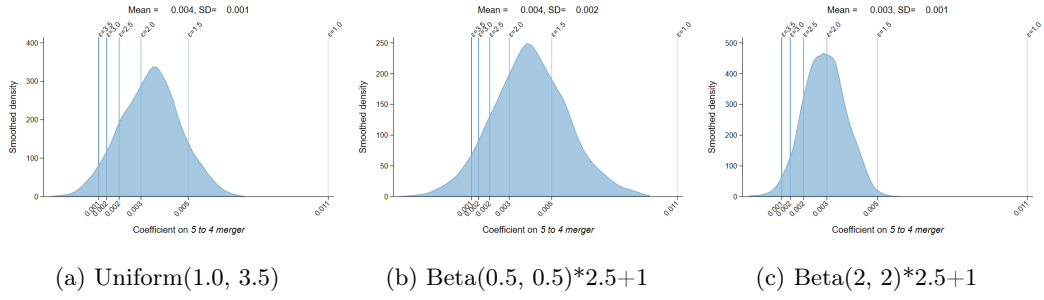 Mean = 0.004, SD= 0.001
ε=3.5
ε=3.0
ε=2.5
ε=2.0
ε=1.5
ε=1.0
400
300
200
100
0
Smoothed density
0.001
0.002
0.002
0.003
0.005
0.011
Coefficient on 5 to 4 merger
(a) Uniform(1.0, 3.5)
Mean = 0.004, SD= 0.002
ε=3.5
ε=3.0
ε=2.5
ε=2.0
ε=1.5
ε=1.0
250
200
150
100
50
0
Smoothed density
0.001
0.002
0.002
0.003
0.005
0.011
Coefficient on 5 to 4 merger
(b) Beta(0.5, 0.5)*2.5+1
Mean = 0.003, SD= 0.001
ε=3.5
ε=3.0
ε=2.5
ε=2.0
ε=1.5
ε=1.0
500
400
300
200
100
0
Smoothed density
0.001
0.002
0.002
0.003
0.005
0.011
Coefficient on 5 to 4 merger
(c) Beta(2, 2)*2.5+1